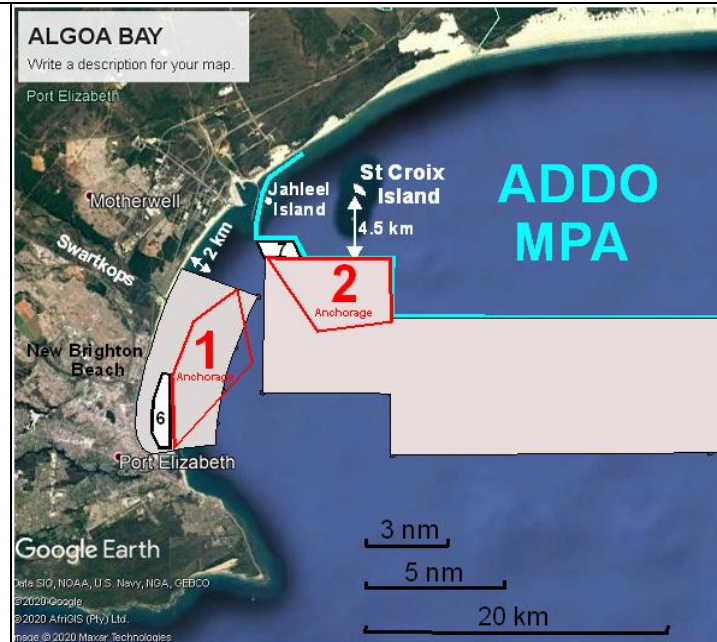 ALGOA BAY
Write a description for your map.
Port Elizabeth
Motherwell
Swartkops
2 km
Jahleel
Island
St Croix
Island
4.5 km
ADDO
MPA
7
2
Anchorage
1
Anchorage
New Brighton
Beach
6
Port Elizabeth
3 nm
5 nm
20 km
Google Earth
Data SIO, NOAA, U.S. Navy, NGA, GEBCO
©2020 Google
©2020 AfriGIS (Pty) Ltd.
Image © 2020 Maxar Technologies